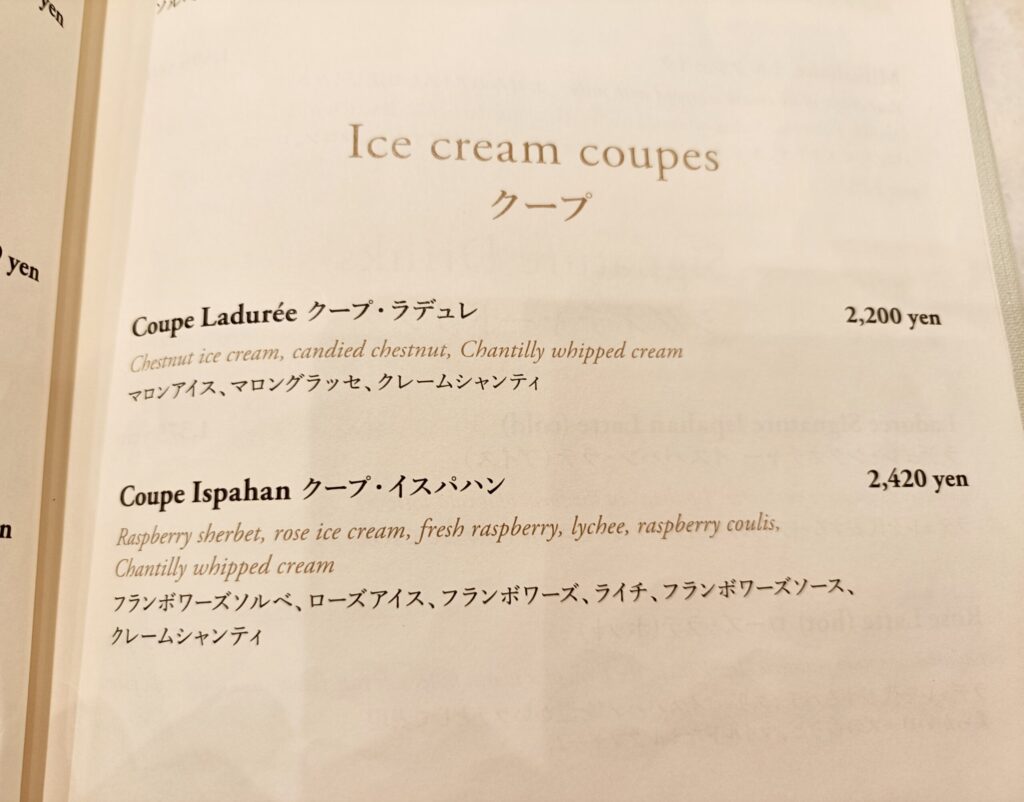 yen
yen
Ice cream coupes
クープ
Coupe Ladurée クープ・ラデュレ 2,200 yen
Chestnut ice cream, candied chestnut, Chantilly whipped cream
マロンアイス、マロングラッセ、クレームシャンティ
Coupe Ispahan クープ・イスパハン 2,420 yen
Raspberry sherbet, rose ice cream, fresh raspberry, lychee, raspberry coulis,
Chantilly whipped cream
フランボワーズソルベ、ローズアイス、フランボワーズ、ライチ、フランボワーズソース、
クレームシャンティ